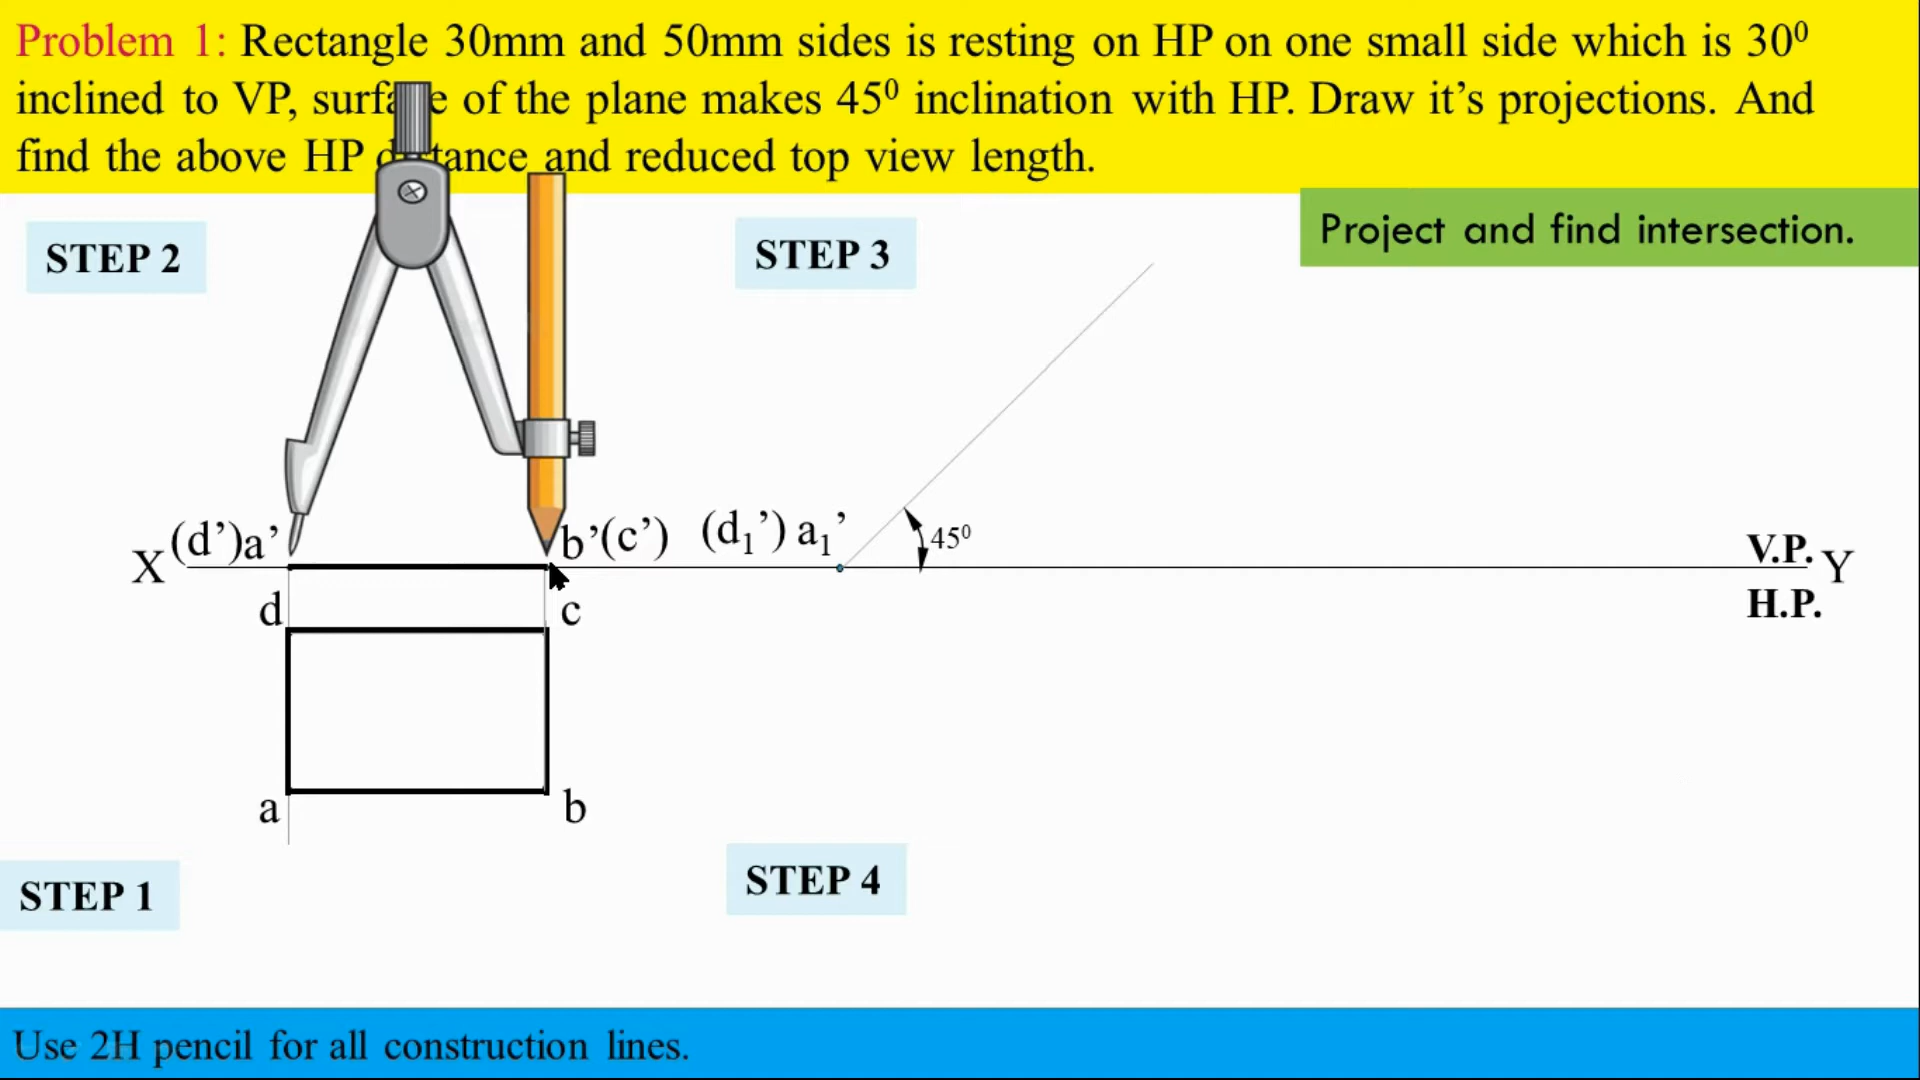 Problem 1: Rectangle 30mm and 50mm sides is resting on HP on one small side which is 30⁰
inclined to VP, surface of the plane makes 45⁰ inclination with HP. Draw it’s projections. And
find the above HP distance and reduced top view length.
Project and find intersection.
STEP 2
STEP 3
X
(d’)a’
b’(c’)
(d₁’) a₁’
45⁰
V.P.
Y
H.P.
d
c
a
b
STEP 1
STEP 4
Use 2H pencil for all construction lines.